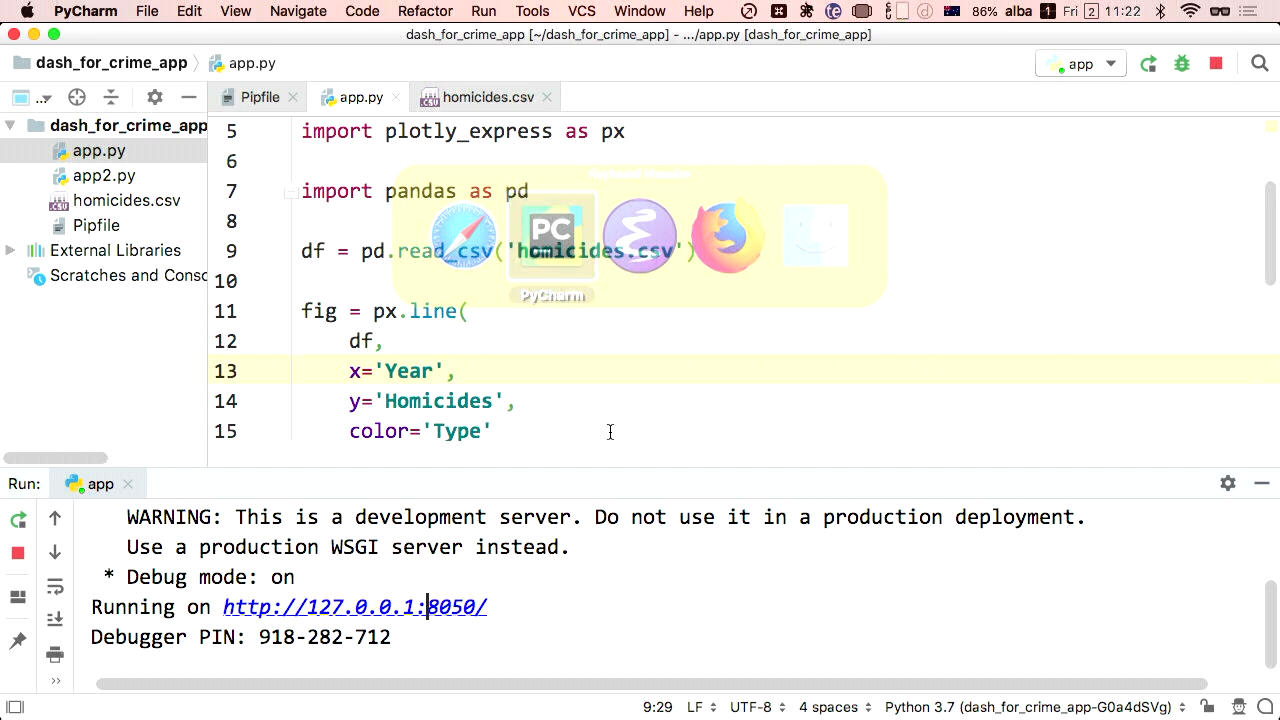 PyCharm File Edit View Navigate Code Refactor Run Tools VCS Window Help 86% alba 1 Fri 2 11:22
dash_for_crime_app [~/dash_for_crime_app] - .../app.py [dash_for_crime_app]
dash_for_crime_app app.py app
... Pipfile app.py homicides.csv
dash_for_crime_app
app.py
app2.py
homicides.csv
Pipfile
External Libraries
Scratches and Conso
5 import plotly_express as px
6
7 import pandas as pd
8
9 df = pd.read_csv('homicides.csv')
10
11 fig = px.line(
12 df,
13 x='Year',
14 y='Homicides',
15 color='Type'
PC
PyCharm
Run: app
WARNING: This is a development server. Do not use it in a production deployment.
Use a production WSGI server instead.
* Debug mode: on
Running on http://127.0.0.1:8050/
Debugger PIN: 918-282-712
9:29 LF UTF-8 4 spaces Python 3.7 (dash_for_crime_app-G0a4dSVg)